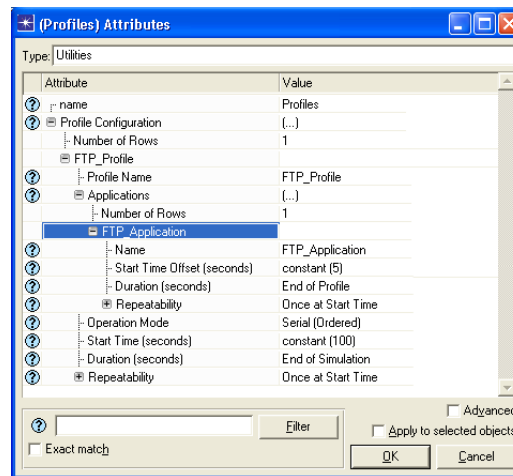 (Profiles) Attributes
Type: Utilities
Attribute Value
name Profiles
Profile Configuration (...)
Number of Rows 1
FTP_Profile
Profile Name FTP_Profile
Applications (...)
Number of Rows 1
FTP_Application
Name FTP_Application
Start Time Offset (seconds) constant (5)
Duration (seconds) End of Profile
Repeatability Once at Start Time
Operation Mode Serial (Ordered)
Start Time (seconds) constant (100)
Duration (seconds) End of Simulation
Repeatability Once at Start Time
Advanced
Filter Apply to selected objects
Exact match OK Cancel